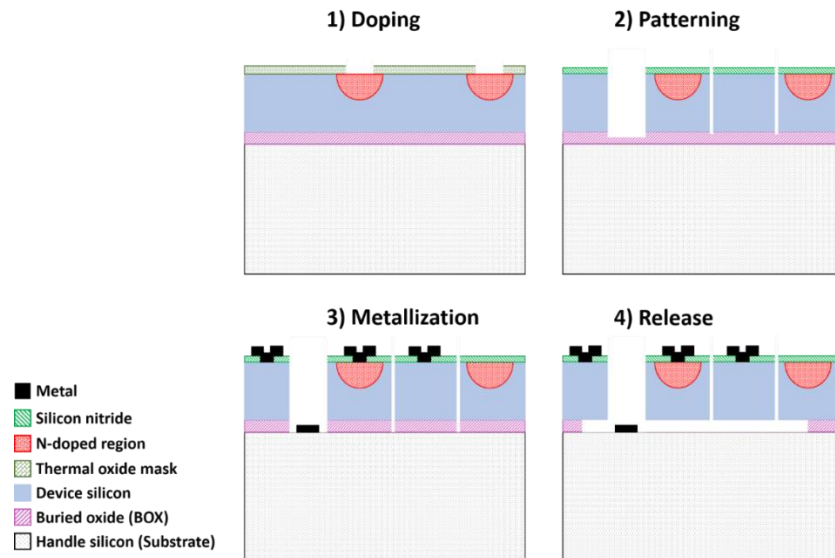 1) Doping
2) Patterning
3) Metallization
4) Release
Metal
Silicon nitride
N-doped region
Thermal oxide mask
Device silicon
Buried oxide (BOX)
Handle silicon (Substrate)